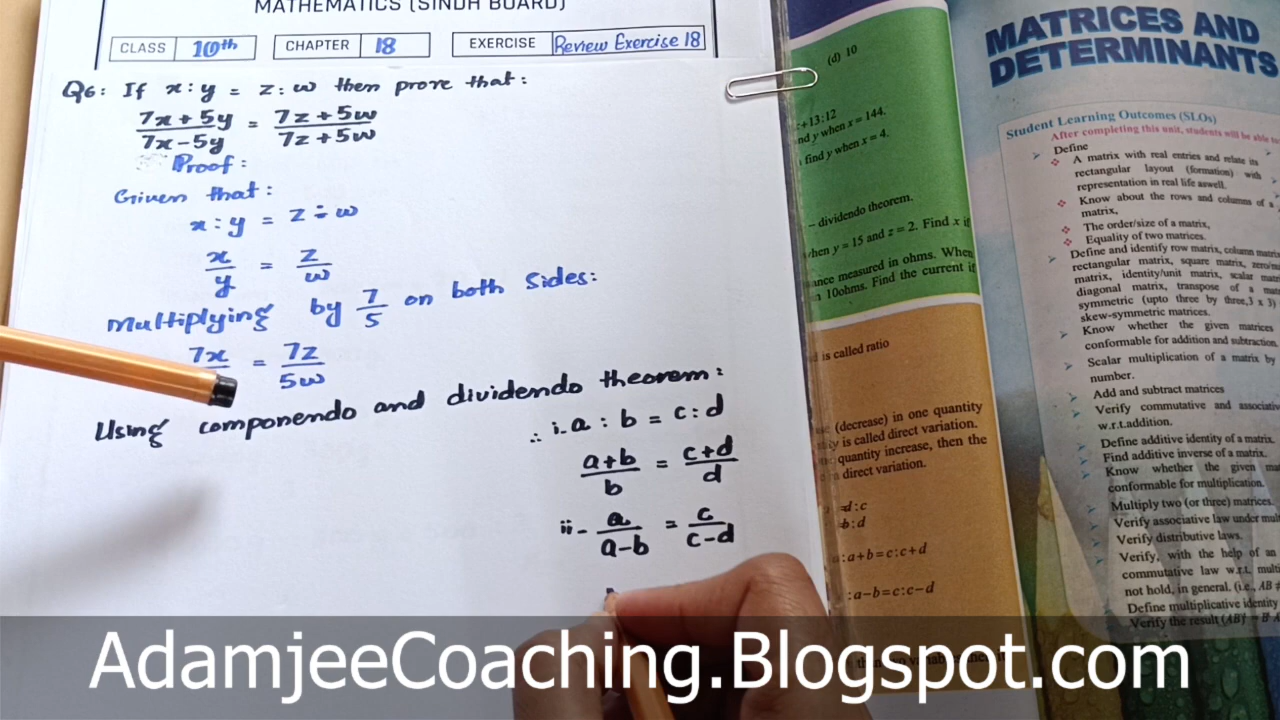 MATHEMATICS (SINDH BOARD)
CLASS 10th CHAPTER 18 EXERCISE Review Exercise 18
Q6: If x:y = z:w then prove that:
7x+5y/7x-5y = 7z+5w/7z+5w
Proof:
Given that:
x:y = z÷w
x/y = z/w
Multiplying by 7/5 on both sides:
7x = 7z/5w
Using componendo and dividendo theorem:
∴ i- a : b = c : d
a+b/b = c+d/d
ii- a/a-b = c/c-d
(d) 10
+13:12
y when x = 144.
find y when x = 4.
- dividendo theorem.
when y = 15 and z = 2. Find x if
measured in ohms. When
10ohms. Find the current if
is called ratio
(decrease) in one quantity
is called direct variation.
quantity increase, then the
direct variation.
d:c
b:d
:a+b=c:c+d
:a-b=c:c-d
MATRICES AND
DETERMINANTS
Student Learning Outcomes (SLOs)
After completing this unit, students will be able to
Define
A matrix with real entries and relate its
rectangular layout (formation) with
representation in real life aswell.
Know about the rows and columns of a
matrix,
The order/size of a matrix,
Equality of two matrices.
Define and identify row matrix, column matrix
rectangular matrix, square matrix,
matrix, identity/unit matrix, scalar
diagonal matrix, transpose of a
symmetric (upto three by three,3 x 3)
skew-symmetric matrices.
Know whether the given matrices
conformable for addition and subtraction.
Scalar multiplication of a matrix by
number.
Add and subtract matrices
Verify commutative and
w.r.t.addition.
Define additive identity of a matrix.
Find additive inverse of a matrix.
Know whether the given
conformable for multiplication.
Multiply two (or three) matrices.
Verify associative law under
Verify distributive laws.
Verify, with the help of an
commutative law w.r.t.
not hold, in general. (i.e., AB ≠
Define multiplicative identity
Verify the result
AdamjeeCoaching.Blogspot.com